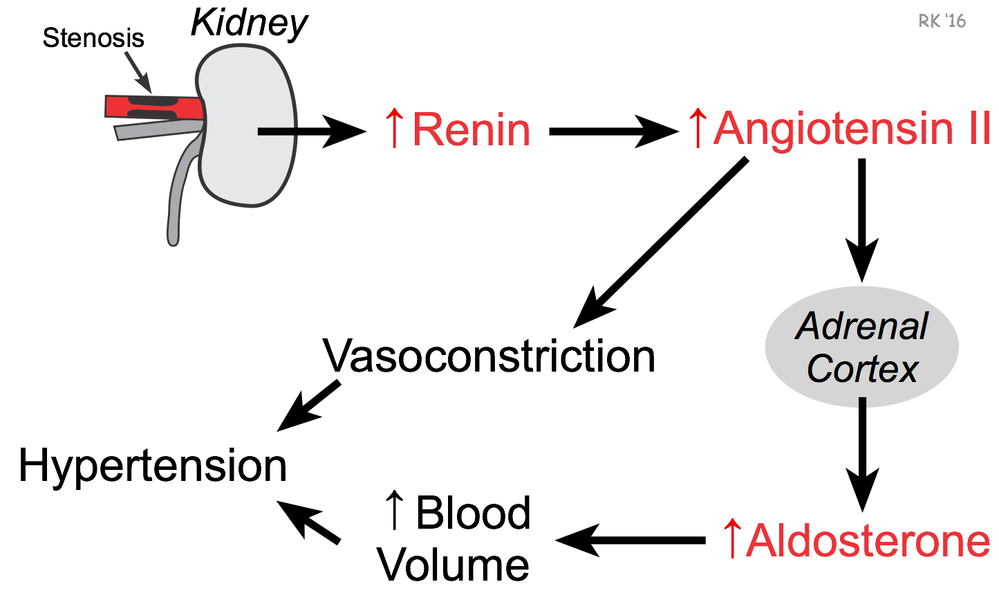 RK '16
Kidney
Stenosis
↑Renin
↑Angiotensin II
Adrenal
Cortex
Vasoconstriction
Hypertension
↑Blood
Volume
↑Aldosterone